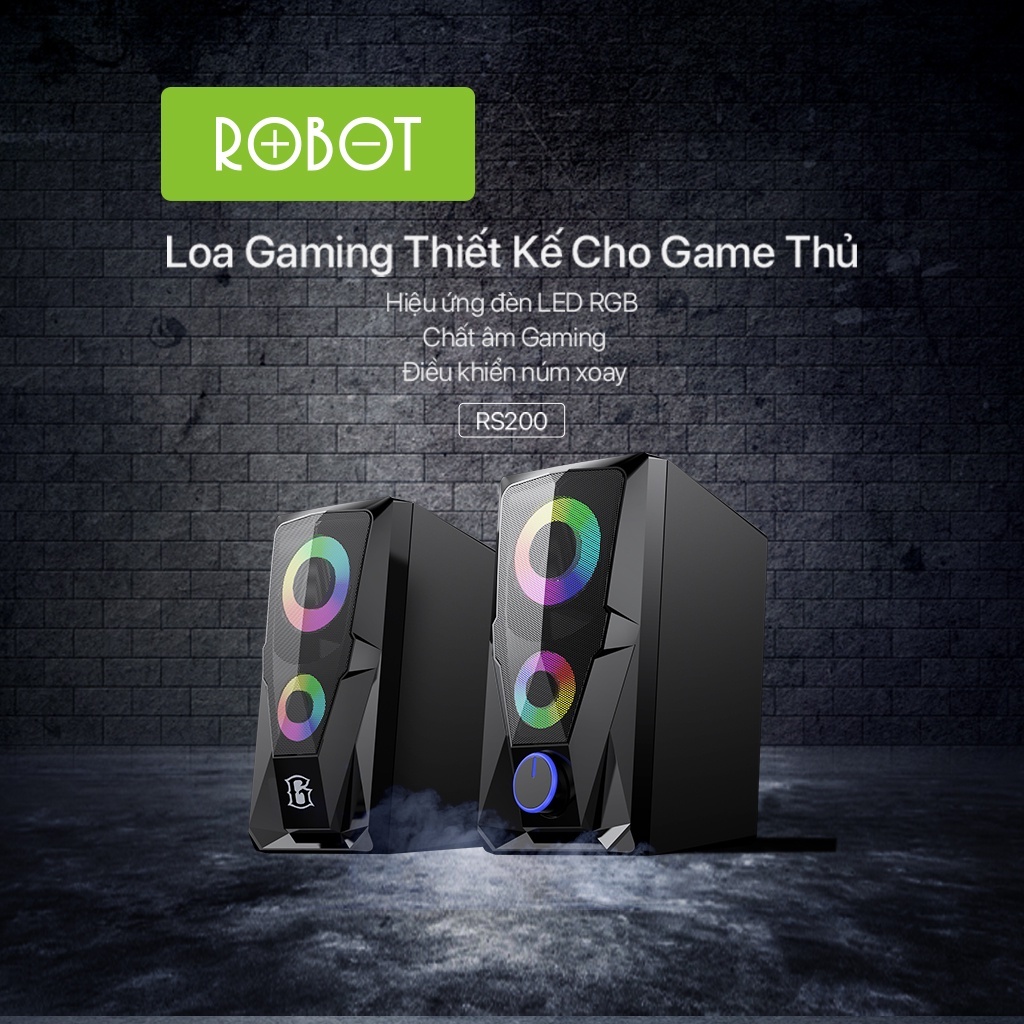 ROBOT
Loa Gaming Thiết Kế Cho Game Thủ
Hiệu ứng đèn LED RGB
Chất âm Gaming
Điều khiển núm xoay
RS200